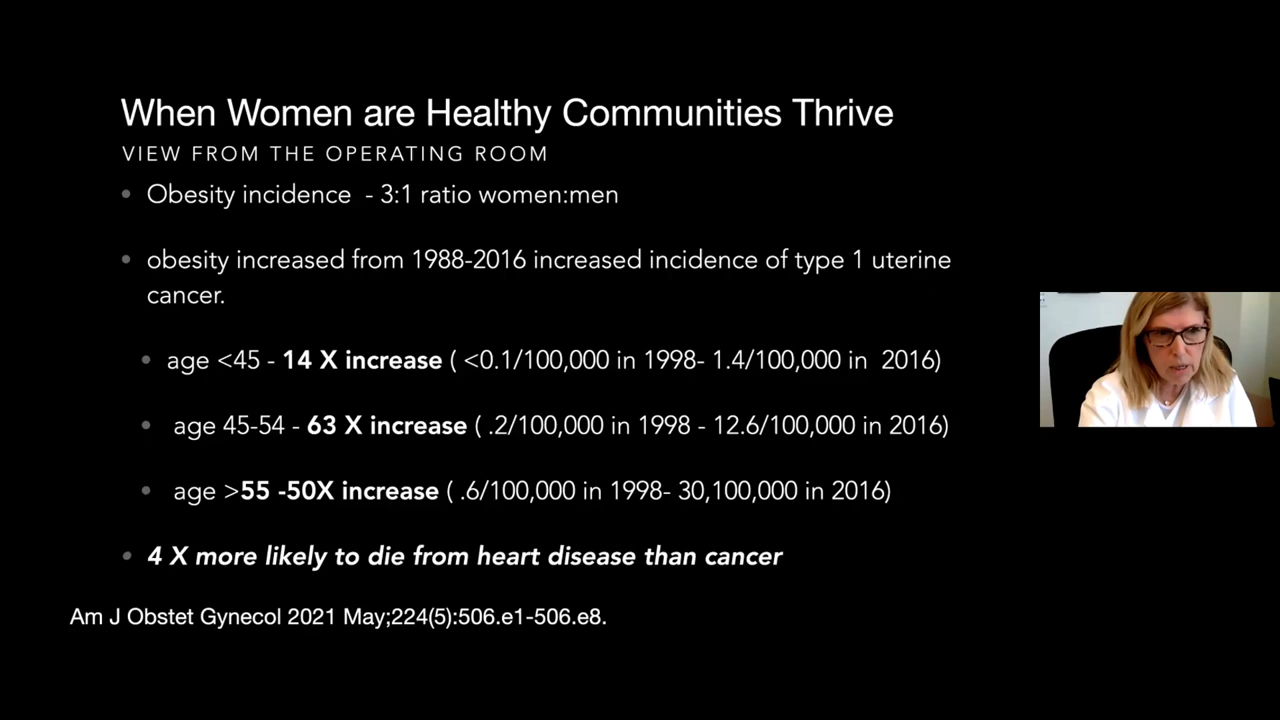 When Women are Healthy Communities Thrive
VIEW FROM THE OPERATING ROOM
• Obesity incidence - 3:1 ratio women:men
• obesity increased from 1988-2016 increased incidence of type 1 uterine
cancer.
• age <45 - 14 X increase ( <0.1/100,000 in 1998- 1.4/100,000 in 2016)
• age 45-54 - 63 X increase ( .2/100,000 in 1998 - 12.6/100,000 in 2016)
• age >55 -50X increase ( .6/100,000 in 1998- 30,100,000 in 2016)
• 4 X more likely to die from heart disease than cancer
Am J Obstet Gynecol 2021 May;224(5):506.e1-506.e8.